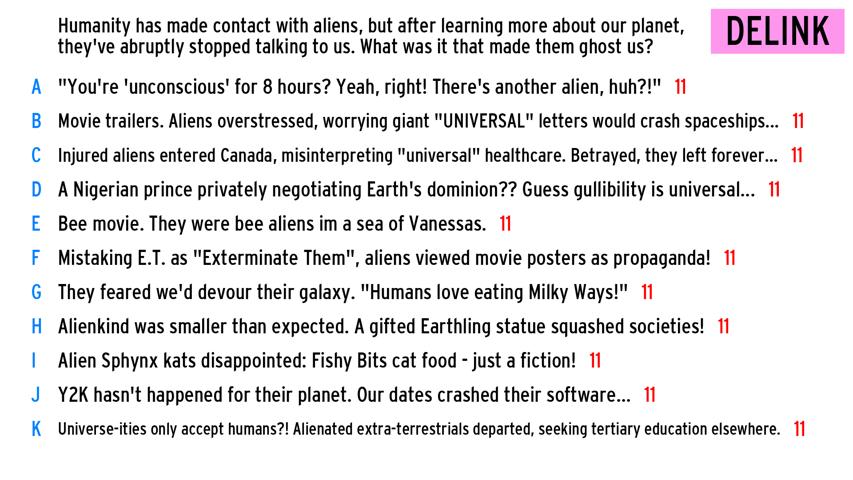 Humanity has made contact with aliens, but after learning more about our planet,
they've abruptly stopped talking to us. What was it that made them ghost us?
DELINK
A "You're 'unconscious' for 8 hours? Yeah, right! There's another alien, huh?!" 11
B Movie trailers. Aliens overstressed, worrying giant "UNIVERSAL" letters would crash spaceships... 11
C Injured aliens entered Canada, misinterpreting "universal" healthcare. Betrayed, they left forever... 11
D A Nigerian prince privately negotiating Earth's dominion?? Guess gullibility is universal... 11
E Bee movie. They were bee aliens im a sea of Vanessas. 11
F Mistaking E.T. as "Exterminate Them", aliens viewed movie posters as propaganda! 11
G They feared we'd devour their galaxy. "Humans love eating Milky Ways!" 11
H Alienkind was smaller than expected. A gifted Earthling statue squashed societies! 11
I Alien Sphynx kats disappointed: Fishy Bits cat food - just a fiction! 11
J Y2K hasn't happened for their planet. Our dates crashed their software... 11
K Universe-ities only accept humans?! Alienated extra-terrestrials departed, seeking tertiary education elsewhere. 11